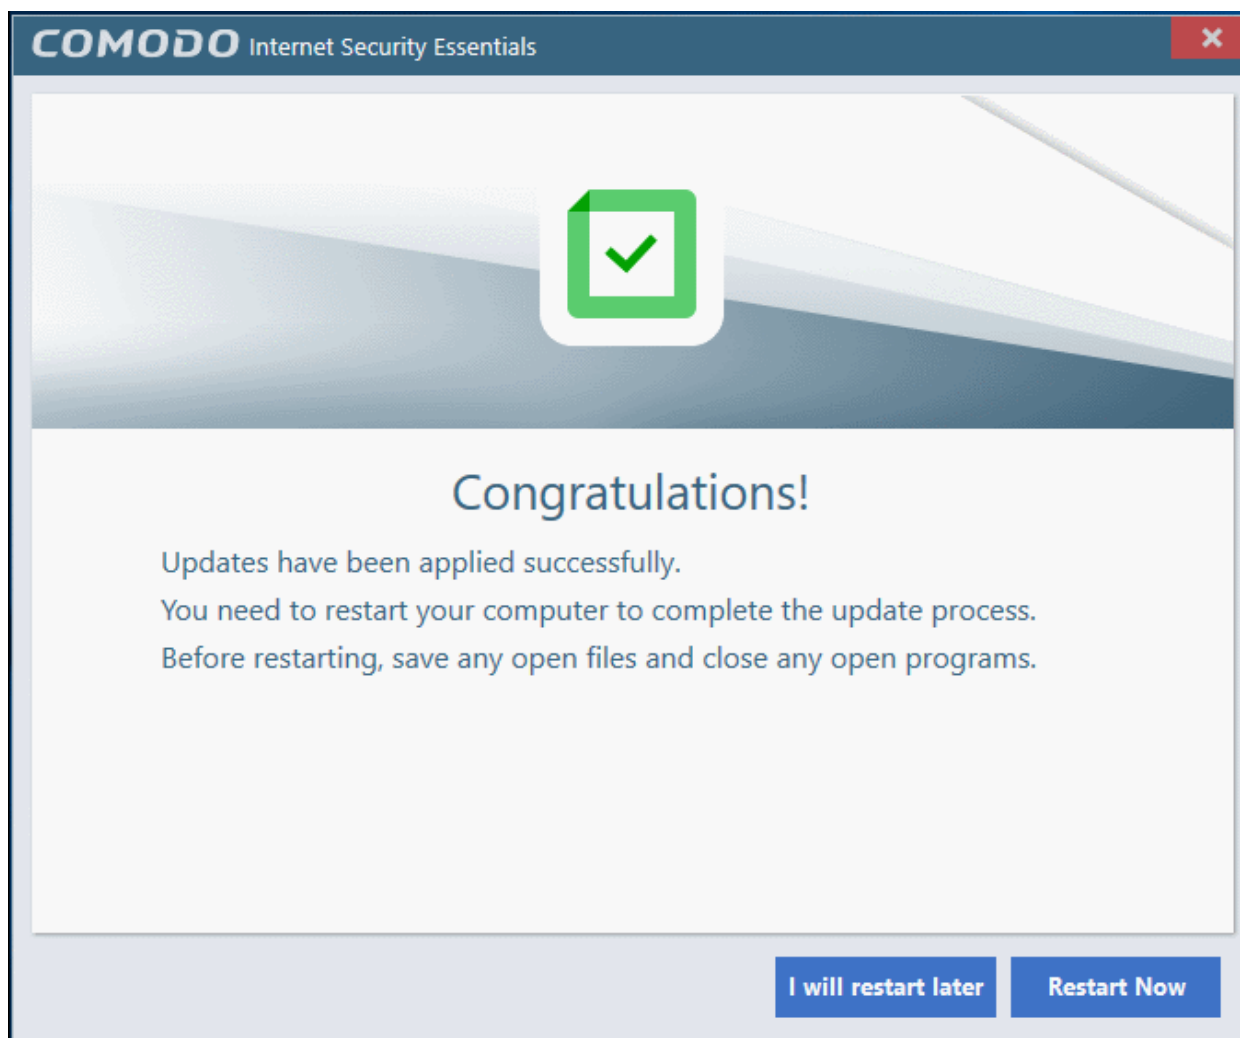 COMODO Internet Security Essentials
Congratulations!
Updates have been applied successfully.
You need to restart your computer to complete the update process.
Before restarting, save any open files and close any open programs.
I will restart later Restart Now